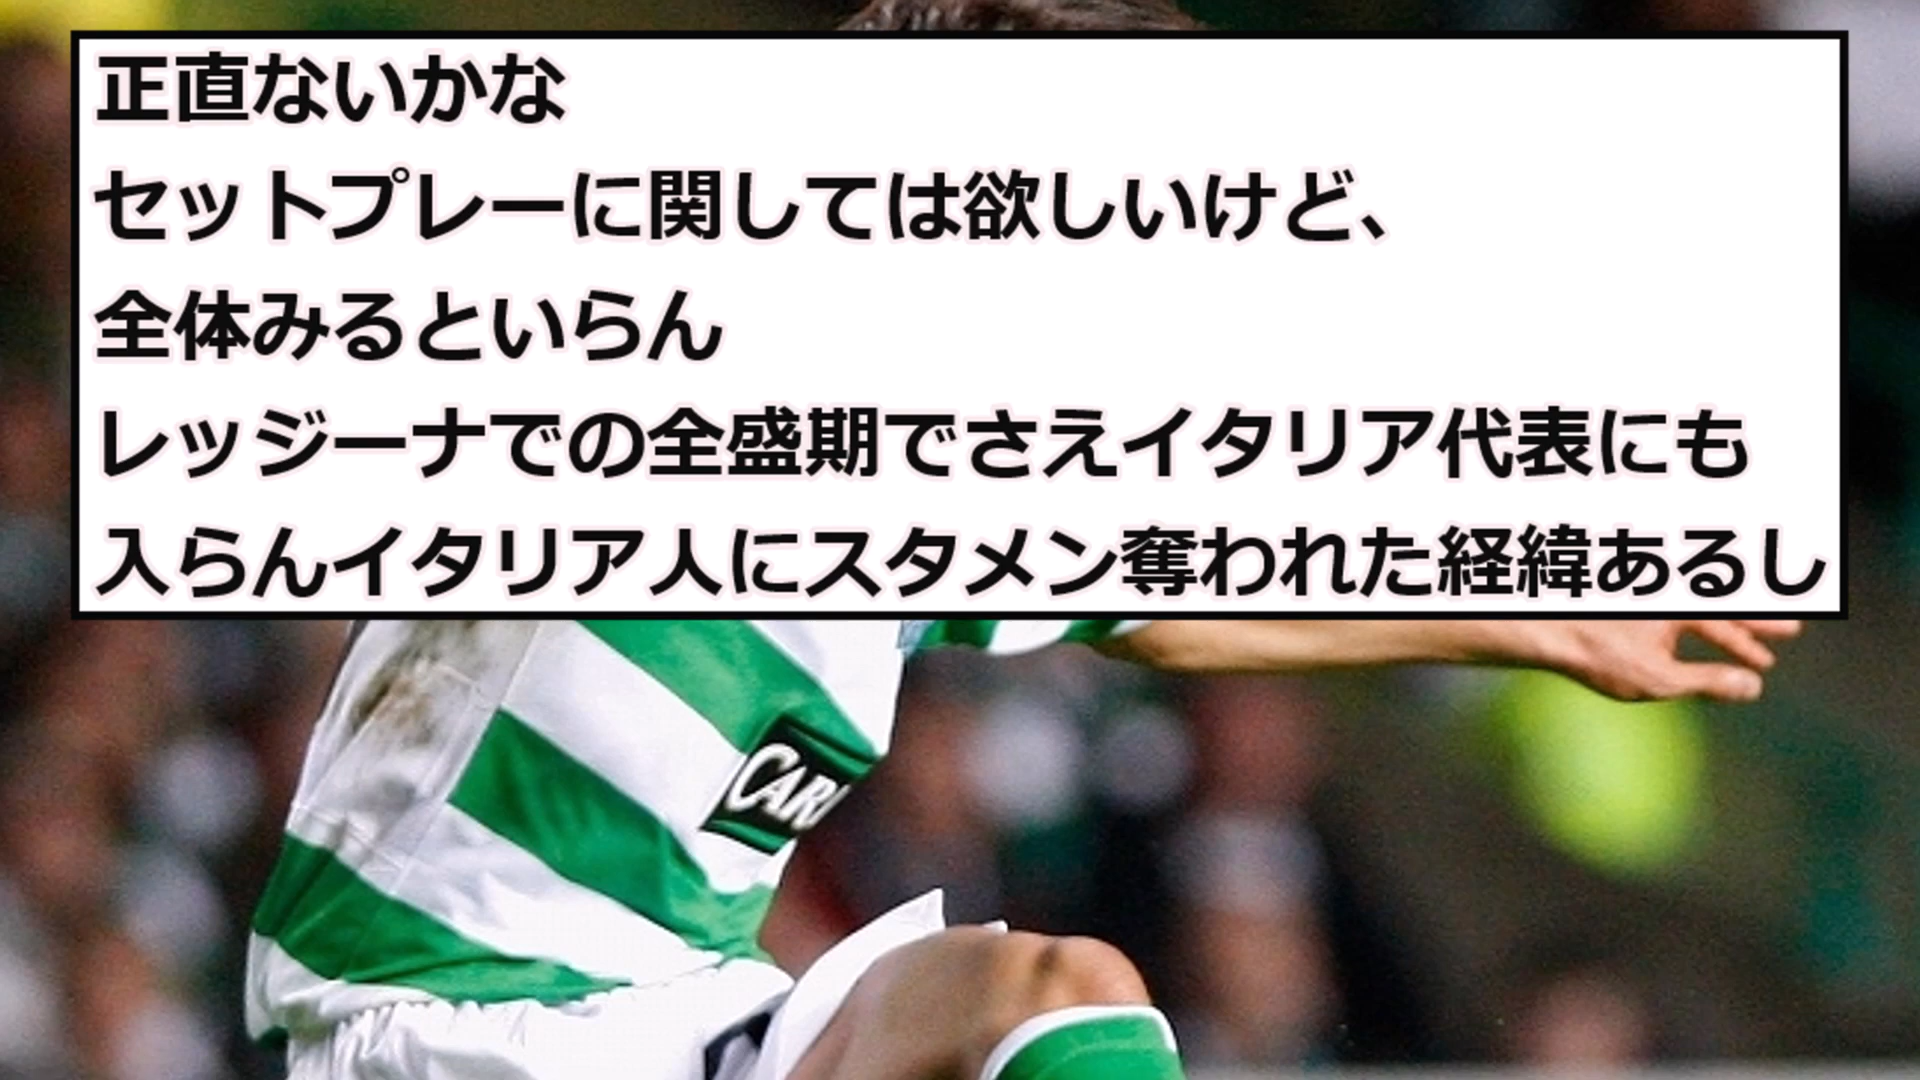 正直ないかな
セットプレーに関しては欲しいけど、
全体みるといらん
レッジーナでの全盛期でさえイタリア代表にも
入らんイタリア人にスタメン奪われた経緯あるし
CARL